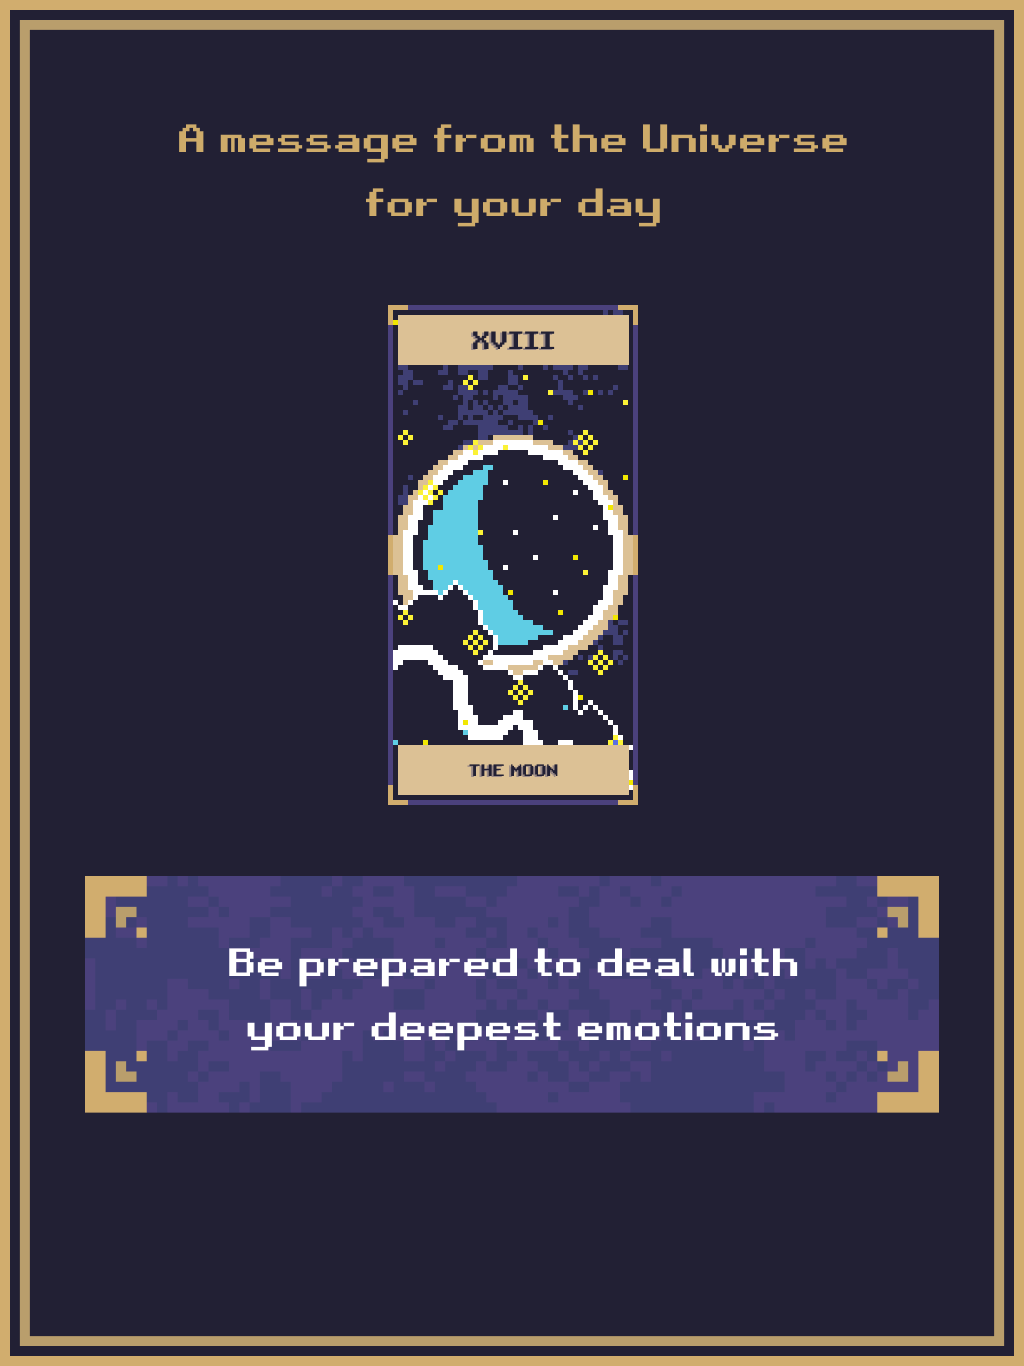 A message from the Universe
for your day
XVIII
THE MOON
Be prepared to deal with
your deepest emotions